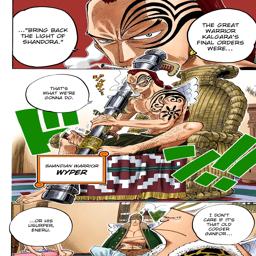 THE GREAT
WARRIOR
KALGARA'S
FINAL ORDERS
WERE...
..."BRING BACK
THE LIGHT OF
SHANDORA."
THAT'S
WHAT WE'RE
GONNA DO.
SHANDIAN WARRIOR
WYPER
I DON'T
CARE IF IT'S
THAT OLD
CODGER
GANFOR...
...OR HIS
USURPER,
ENERU.